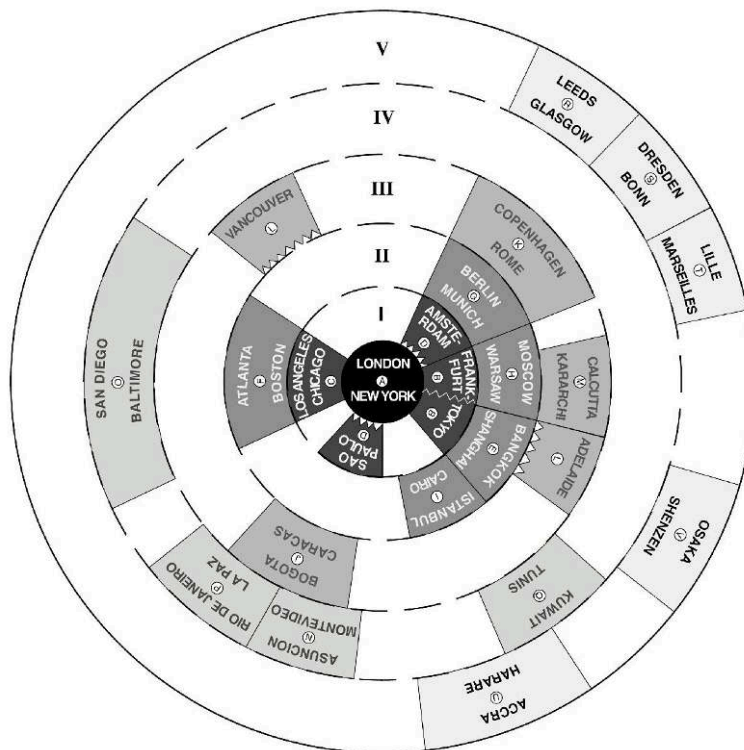 V
IV
III
II
I
LEEDS
R
GLASGOW
DRESDEN
S
BONN
LILLE
T
MARSEILLES
VANCOUVER
L
COPENHAGEN
K
ROME
BERLIN
G
MUNICH
AMSTE-
RDAM
D
FRANK-
FURT
B
TOKYO
B
LONDON
A
NEW YORK
LOS ANGELES
CHICAGO
C
ATLANTA
F
BOSTON
SAN DIEGO
O
BALTIMORE
SAO
PAULO
D
MOSCOW
H
WARSAW
CALCUTTA
M
KARARCHI
BANGKOK
E
SHANGHAI
ADELAIDE
L
ISTANBUL
I
CAIRO
CARACAS
J
BOGOTA
LA PAZ
P
RIO DE JANEIRO
MONTEVIDEO
N
ASUNCION
TUNIS
Q
KUWAIT
OSAKA
V
SHENZEN
HARARE
U
ACCRA